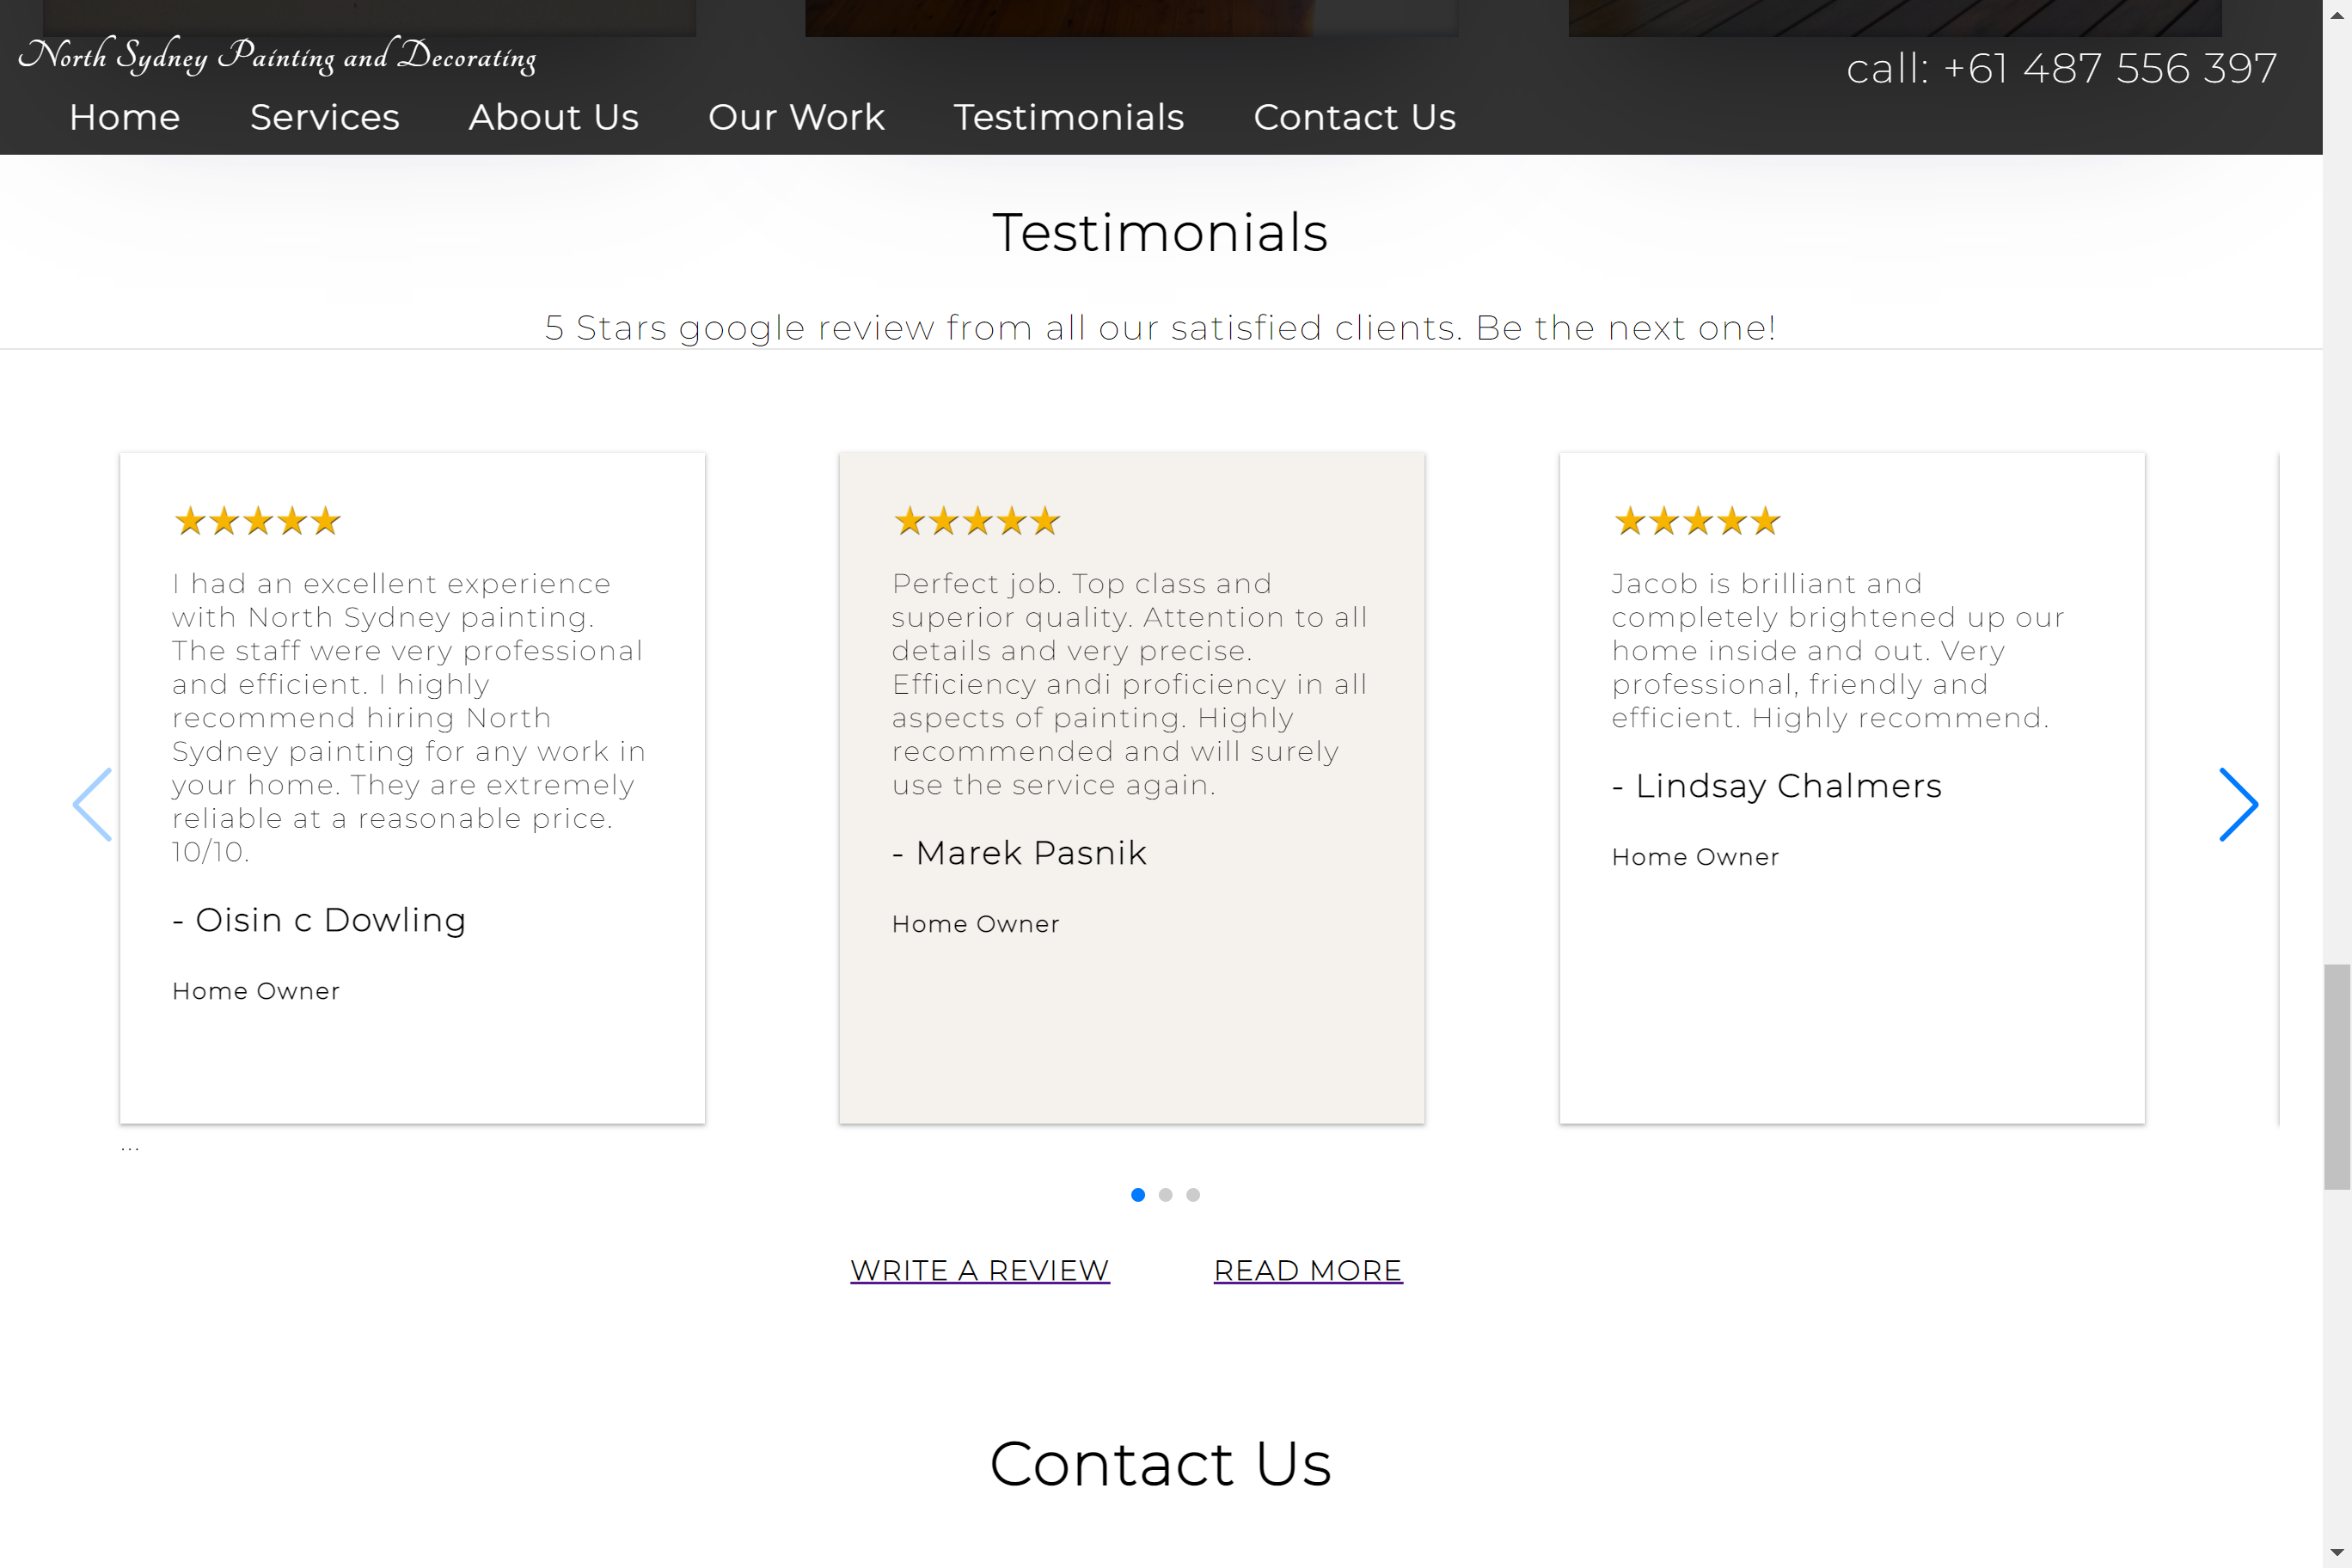 North Sydney Painting and Decorating
call: +61 487 556 397
Home Services About Us Our Work Testimonials Contact Us
Testimonials
5 Stars google review from all our satisfied clients. Be the next one!
★★★★★
I had an excellent experience
with North Sydney painting.
The staff were very professional
and efficient. I highly
recommend hiring North
Sydney painting for any work in
your home. They are extremely
reliable at a reasonable price.
10/10.
- Oisin c Dowling
Home Owner
★★★★★
Perfect job. Top class and
superior quality. Attention to all
details and very precise.
Efficiency andi proficiency in all
aspects of painting. Highly
recommended and will surely
use the service again.
- Marek Pasnik
Home Owner
★★★★★
Jacob is brilliant and
completely brightened up our
home inside and out. Very
professional, friendly and
efficient. Highly recommend.
- Lindsay Chalmers
Home Owner
...
WRITE A REVIEW READ MORE
Contact Us